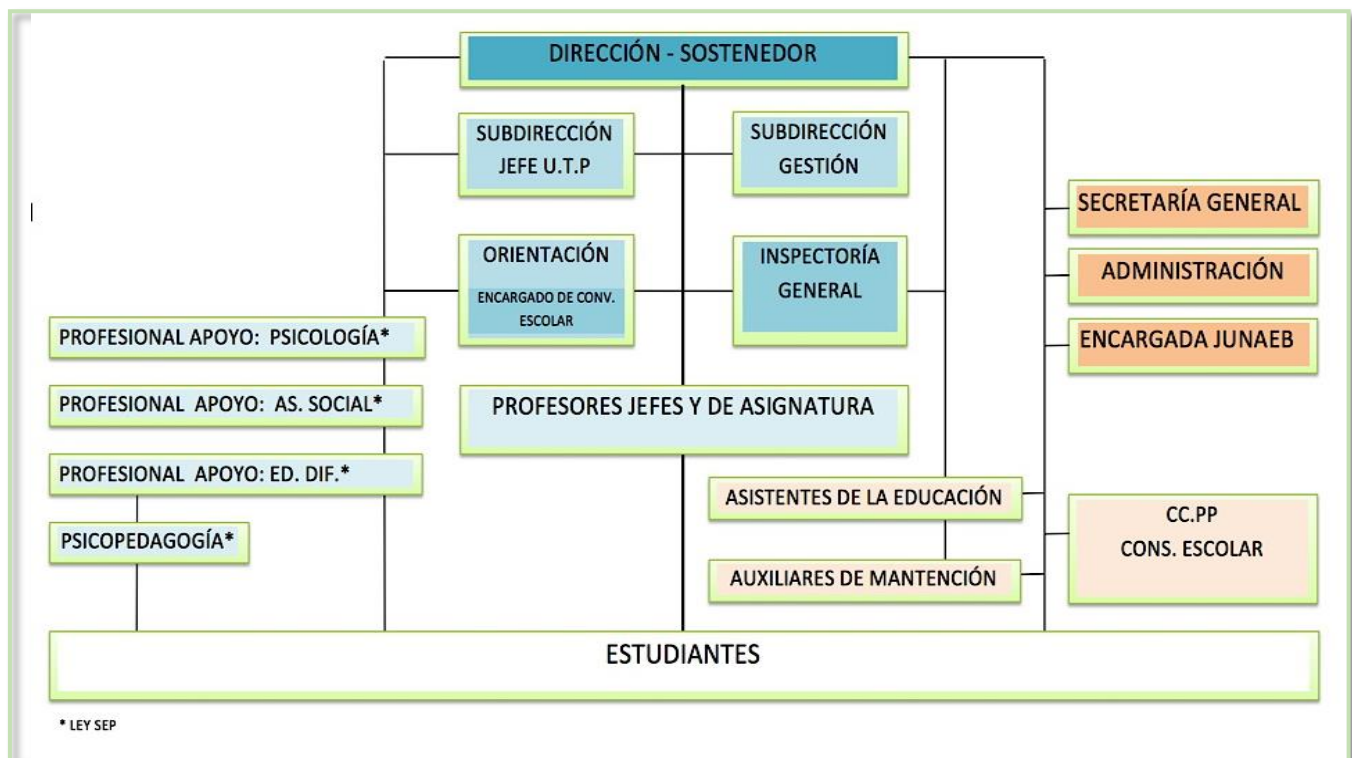 DIRECCIÓN - SOSTENEDOR
SUBDIRECCIÓN
JEFE U.T.P
SUBDIRECCIÓN
GESTIÓN
SECRETARÍA GENERAL
ORIENTACIÓN
ENCARGADO DE CONV.
ESCOLAR
INSPECTORÍA
GENERAL
ADMINISTRACIÓN
ENCARGADA JUNAEB
PROFESIONAL APOYO: PSICOLOGÍA*
PROFESIONAL APOYO: AS. SOCIAL*
PROFESORES JEFES Y DE ASIGNATURA
PROFESIONAL APOYO: ED. DIF.*
ASISTENTES DE LA EDUCACIÓN
CC.PP
CONS. ESCOLAR
PSICOPEDAGOGÍA*
AUXILIARES DE MANTENCIÓN
ESTUDIANTES
* LEY SEP